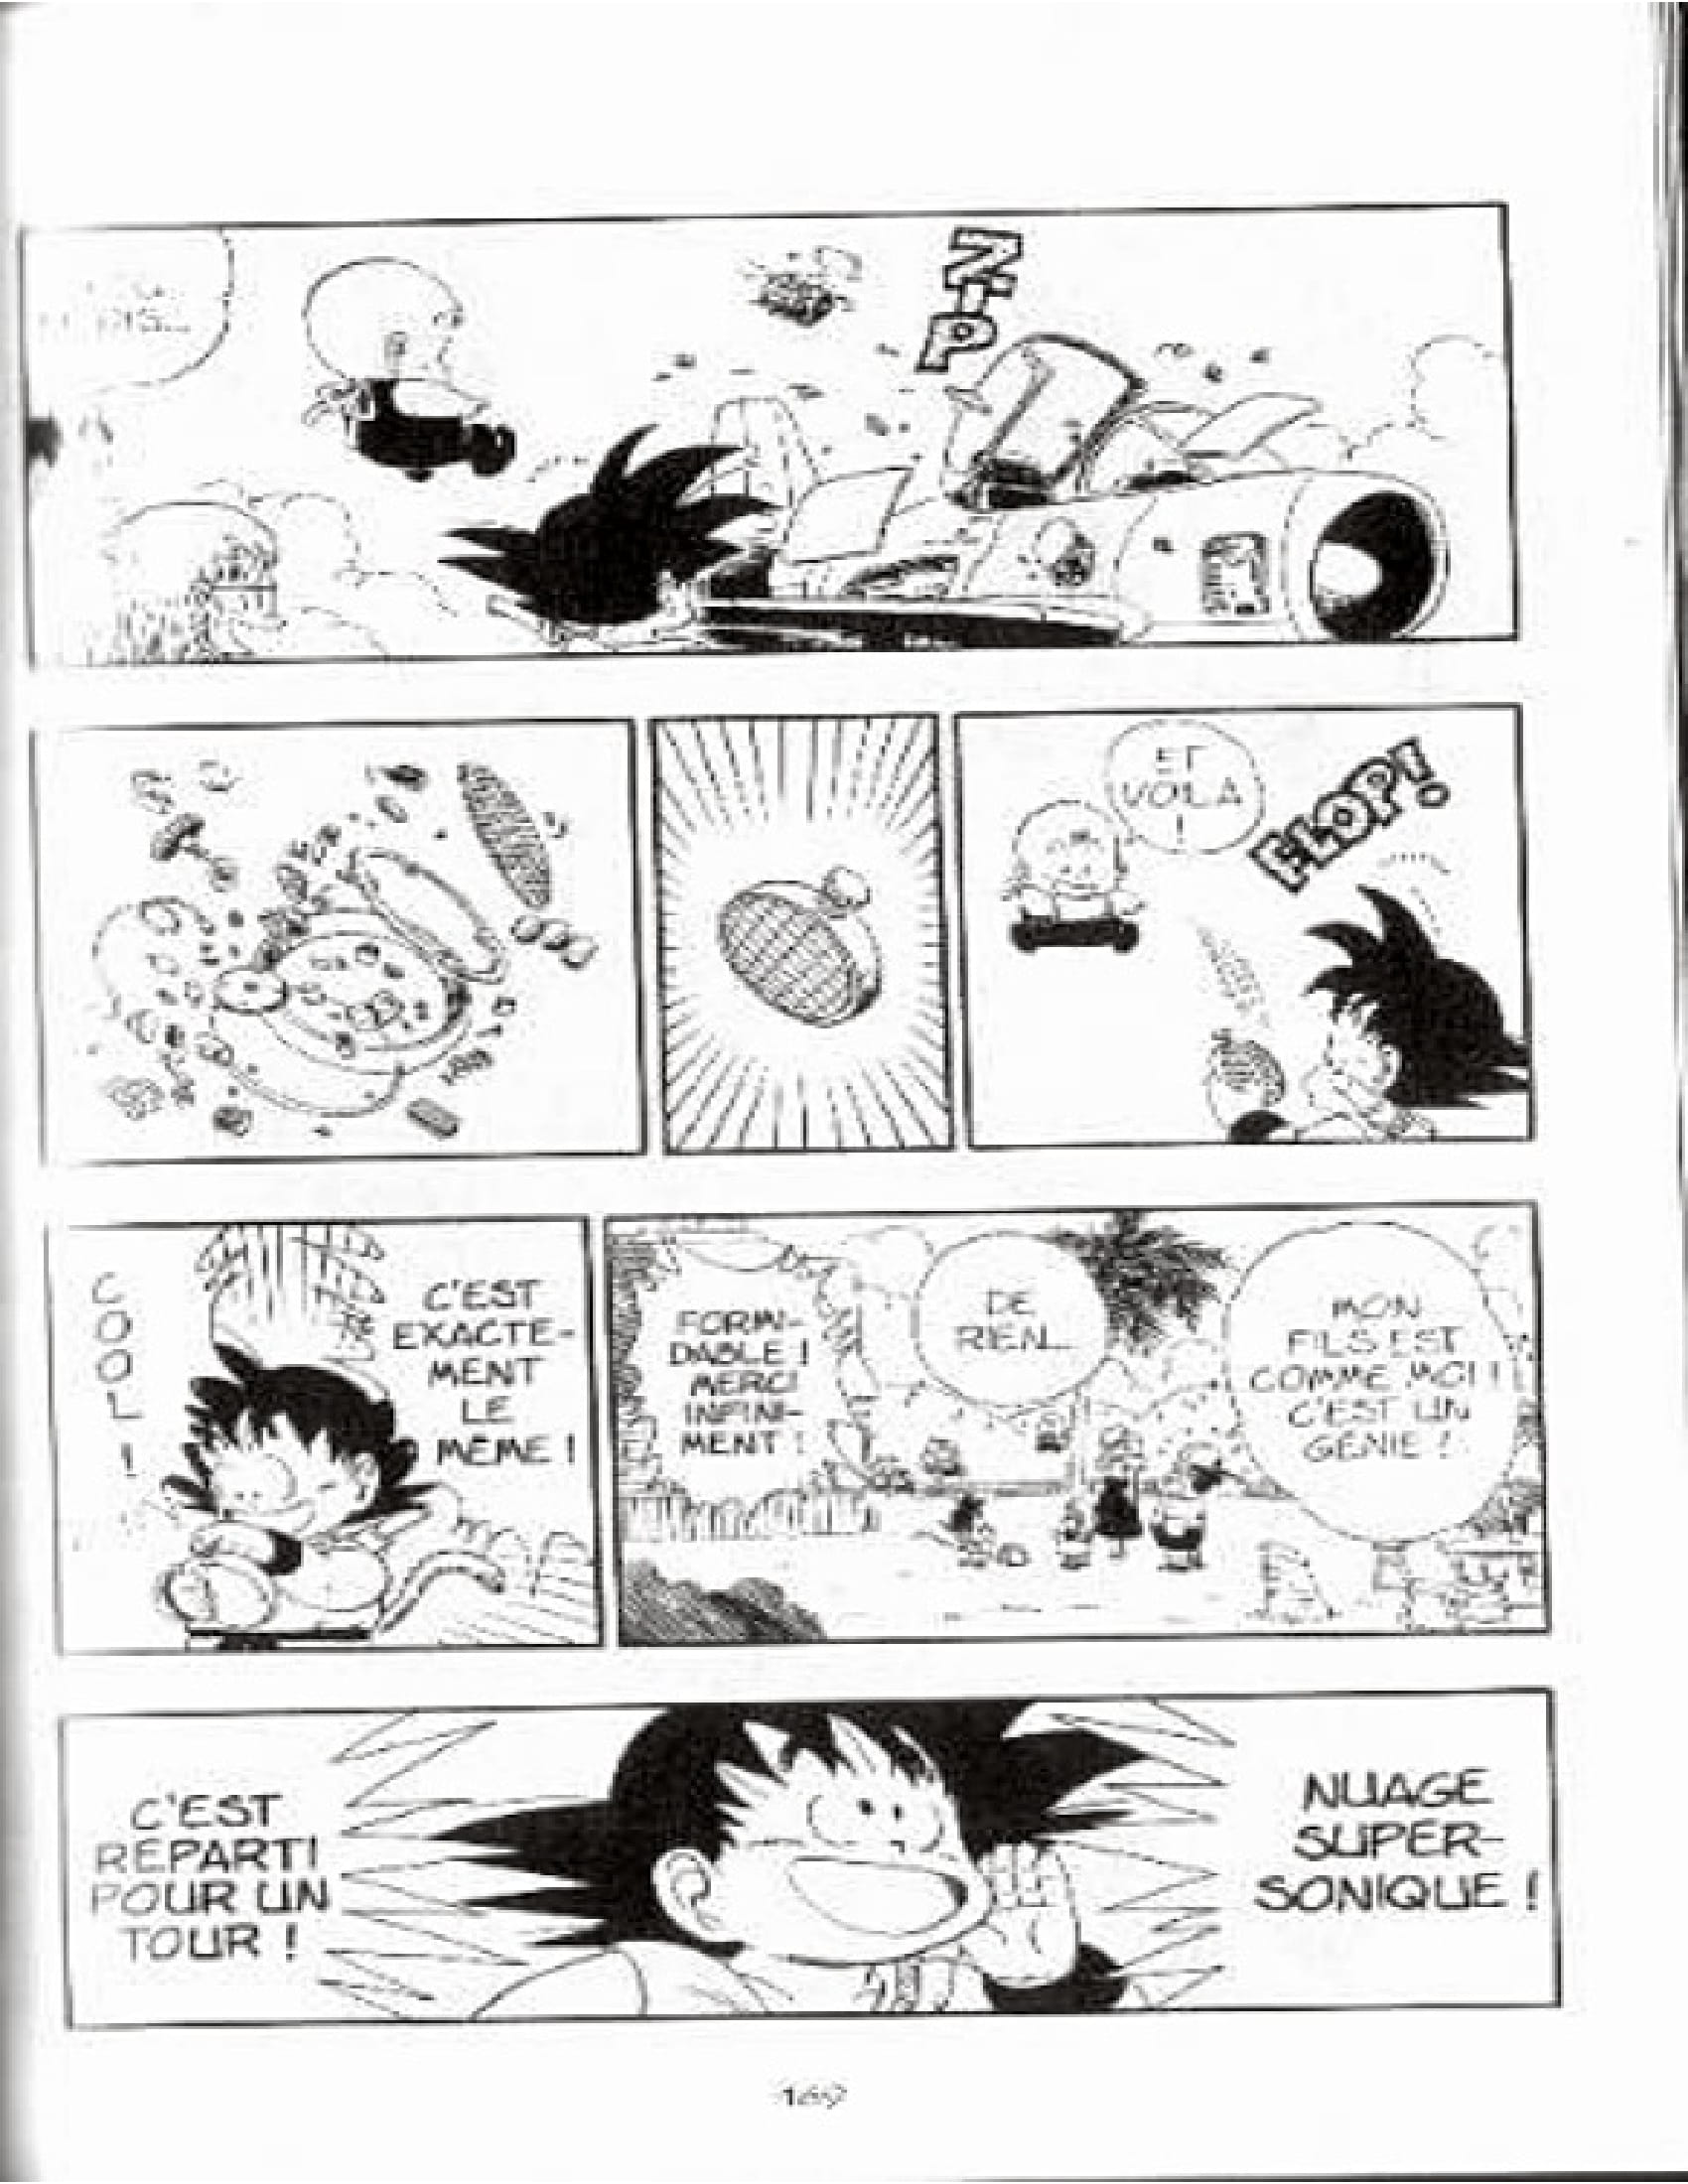 ZIP
ET
VOILA
!
FLOP!
COOL !
C'EST
EXACTE-
MENT
LE
MÊME !
FORMI-
DABLE !
MERCI
INFINI-
MENT !
DE
RIEN...
MON
FILS EST
COMME MOI !
C'EST UN
GÉNIE !
C'EST
REPARTI
POUR UN
TOUR !
NUAGE
SUPER-
SONIQUE !
169